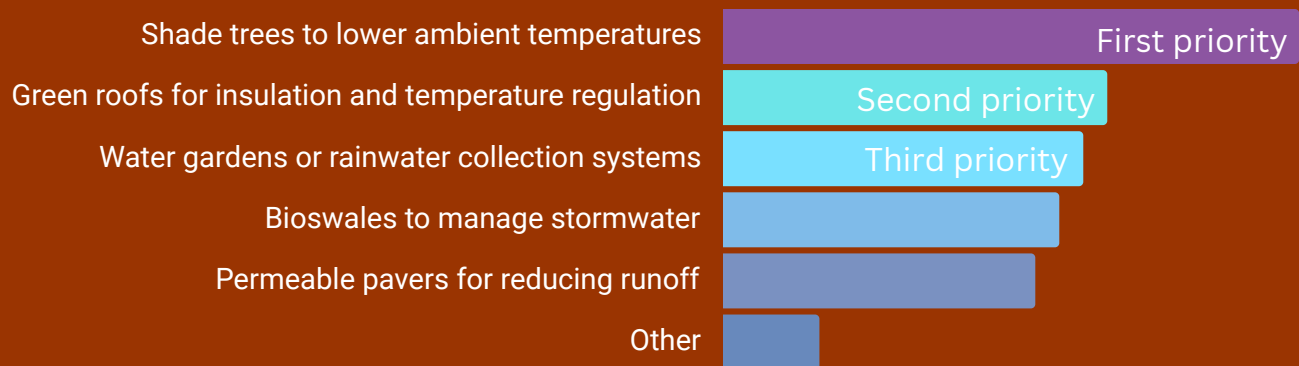 Shade trees to lower ambient temperatures
First priority
Green roofs for insulation and temperature regulation
Second priority
Water gardens or rainwater collection systems
Third priority
Bioswales to manage stormwater
Permeable pavers for reducing runoff
Other